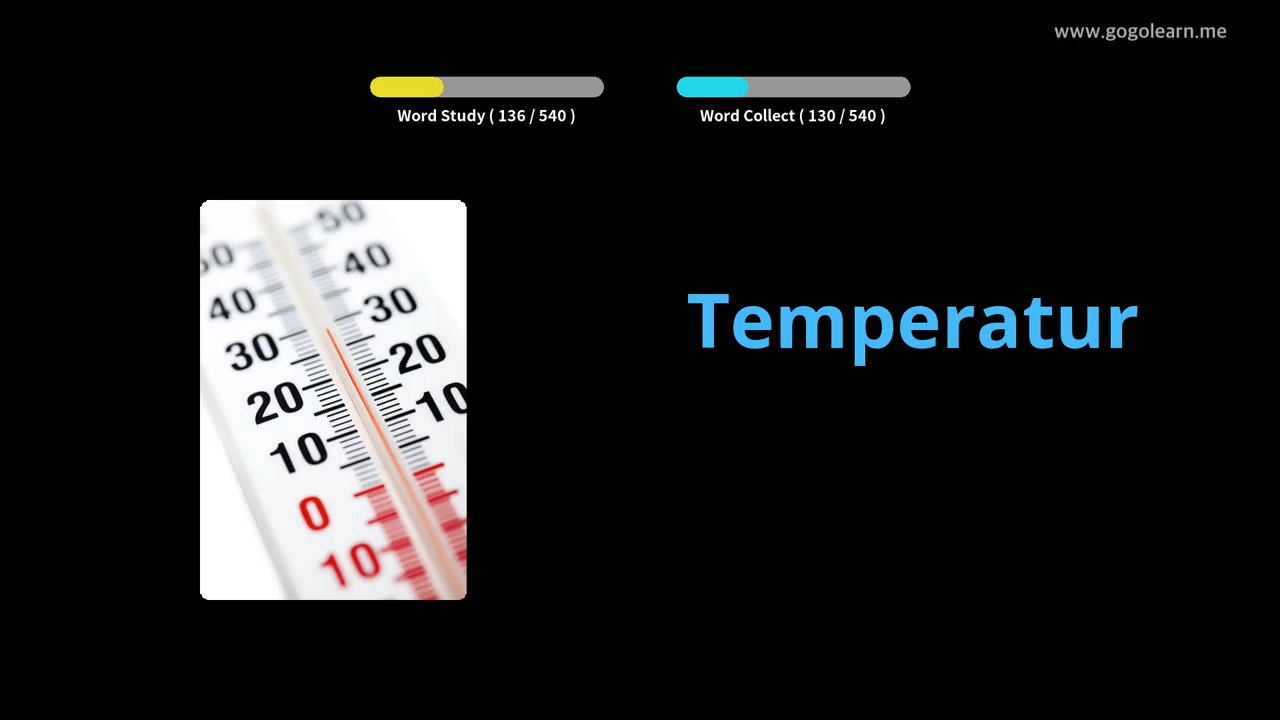 www.gogolearn.me
Word Study ( 136 / 540 )
Word Collect ( 130 / 540 )
50
40 40
30 30
20 20
10 10
0
10
Temperatur